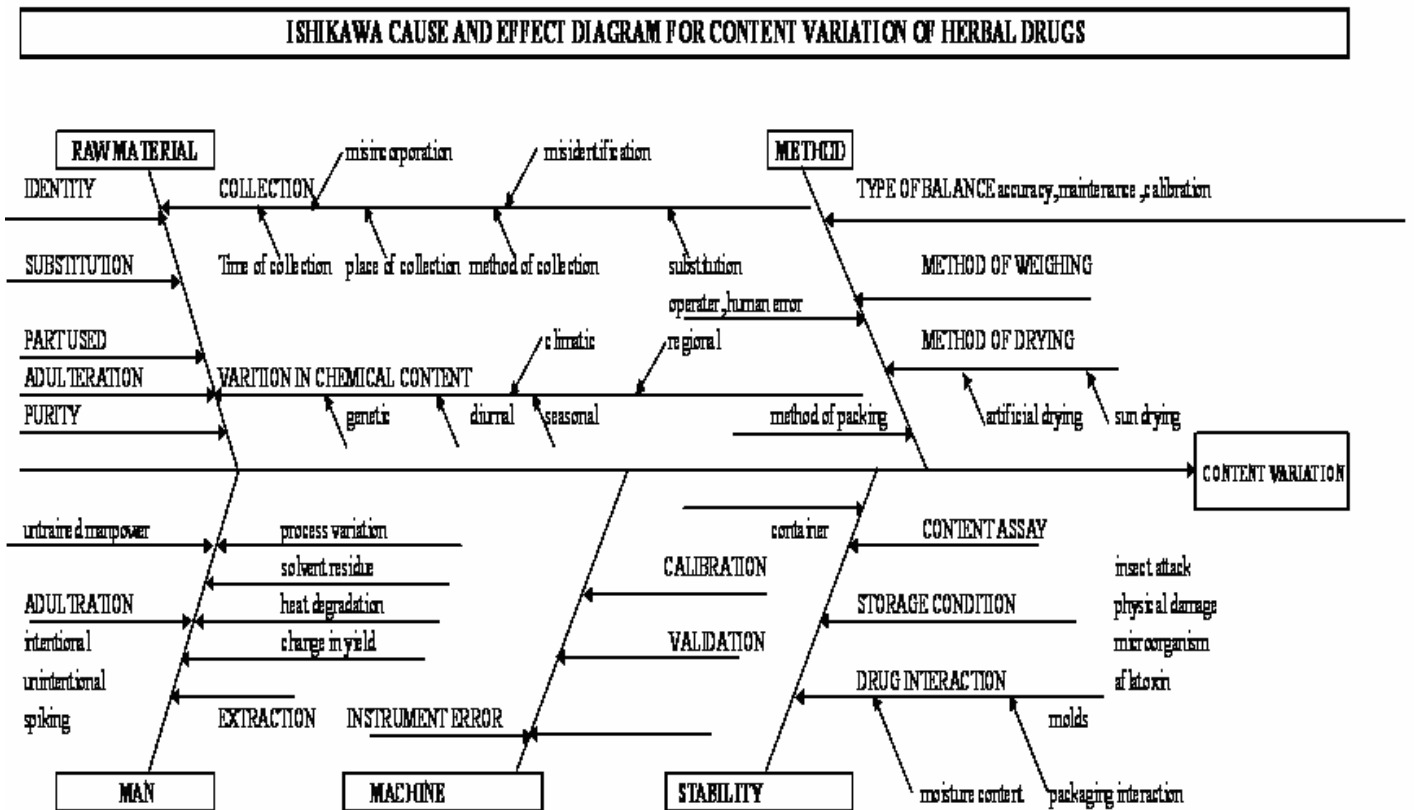 ISHIKAWA CAUSE AND EFFECT DIAGRAM FOR CONTENT VARIATION OF HERBAL DRUGS
RAW MATERIAL
misincorporation
misidentification
METHOD
IDENTITY
COLLECTION
TYPE OF BALANCE accuracy, maintenance ,calibration
SUBSTITUTION
Time of collection
place of collection
method of collection
substitution
METHOD OF WEIGHING
operater, human error
PART USED
climatic
regional
METHOD OF DRYING
ADULTERATION
VARITION IN CHEMICAL CONTENT
PURITY
genetic
diurnal
seasonal
method of packing
artificial drying
sun drying
CONTENT VARIATION
untrained manpower
process variation
container
CONTENT ASSAY
solvent residue
CALIBRATION
insect attack
ADULTRATION
heat degradation
STORAGE CONDITION
physical damage
intentional
change in yield
VALIDATION
microorganism
unintentional
DRUG INTERACTION
aflatoxin
spiking
EXTRACTION
INSTRUMENT ERROR
molds
MAN
MACHINE
STABILITY
moisture content
packaging interaction